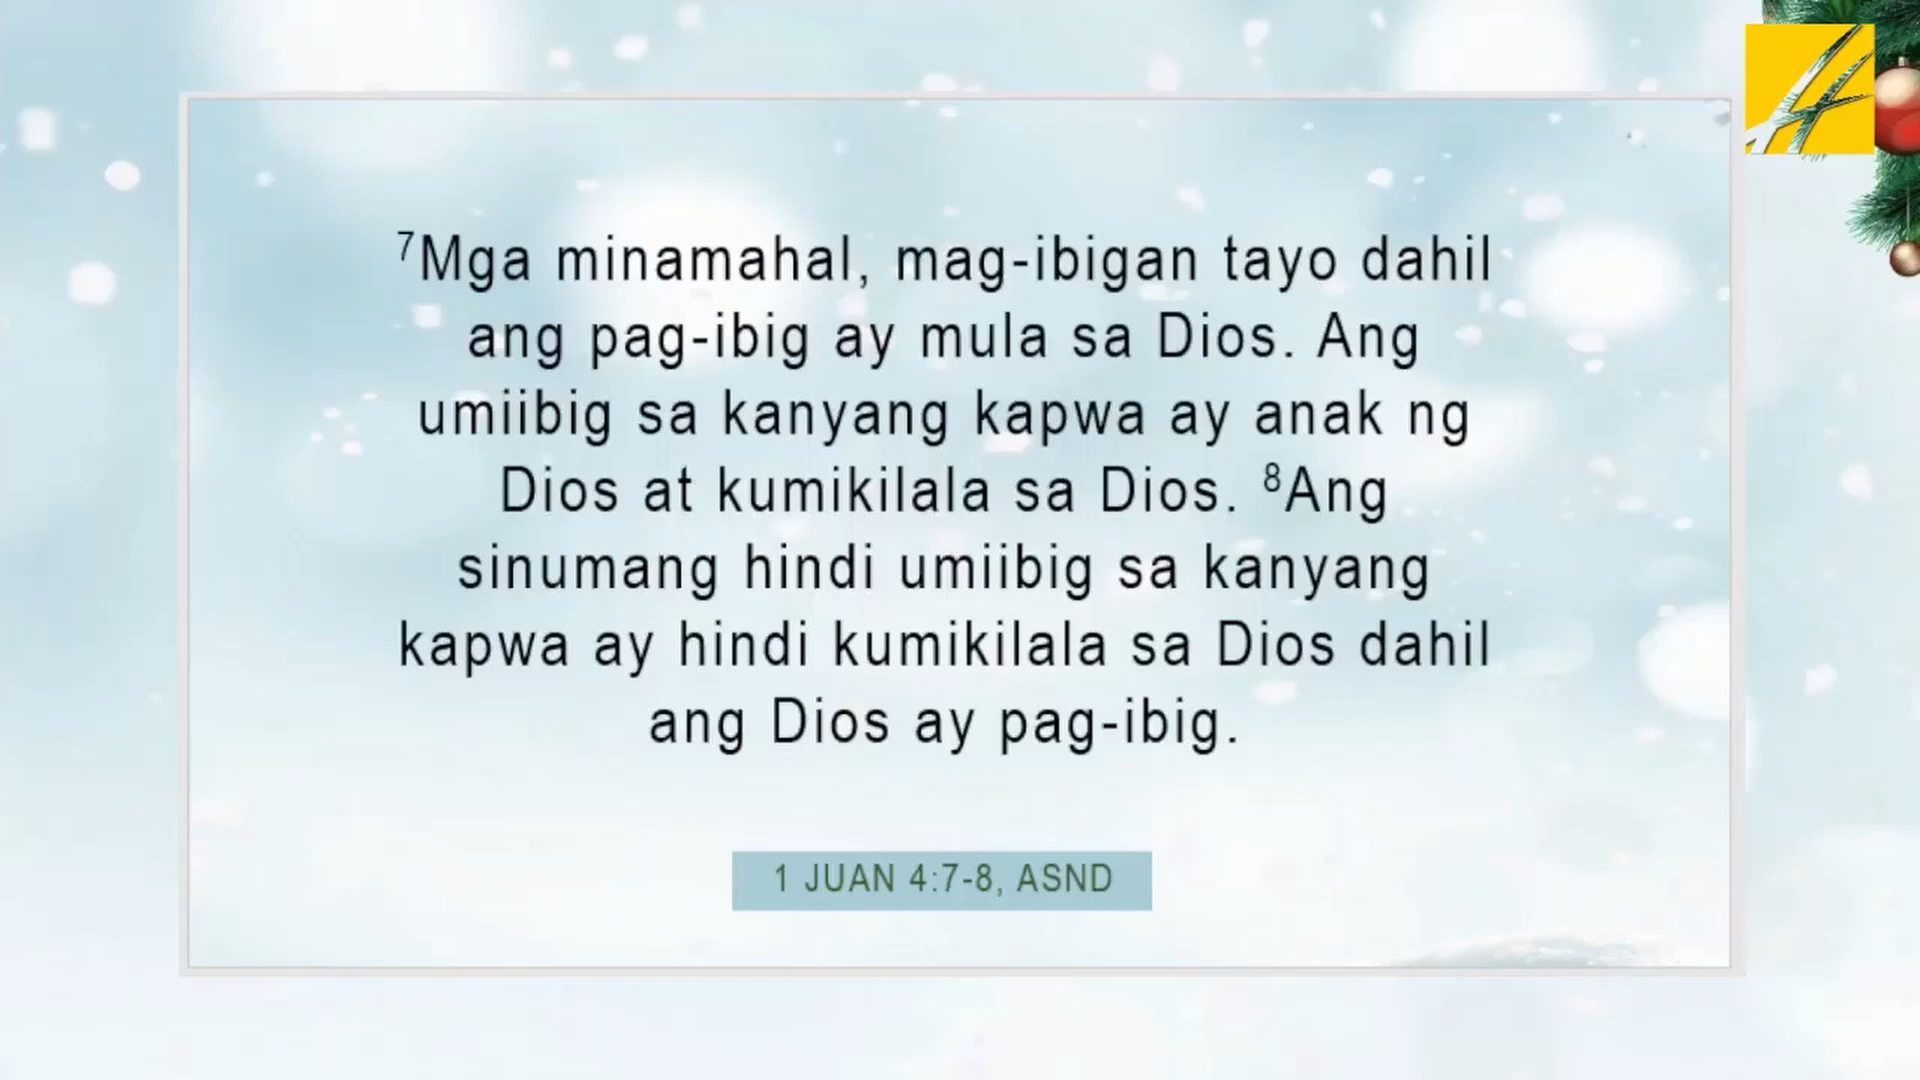 ⁷Mga minamahal, mag-ibigan tayo dahil
ang pag-ibig ay mula sa Dios. Ang
umiibig sa kanyang kapwa ay anak ng
Dios at kumikilala sa Dios. ⁸Ang
sinumang hindi umiibig sa kanyang
kapwa ay hindi kumikilala sa Dios dahil
ang Dios ay pag-ibig.
1 JUAN 4:7-8, ASND